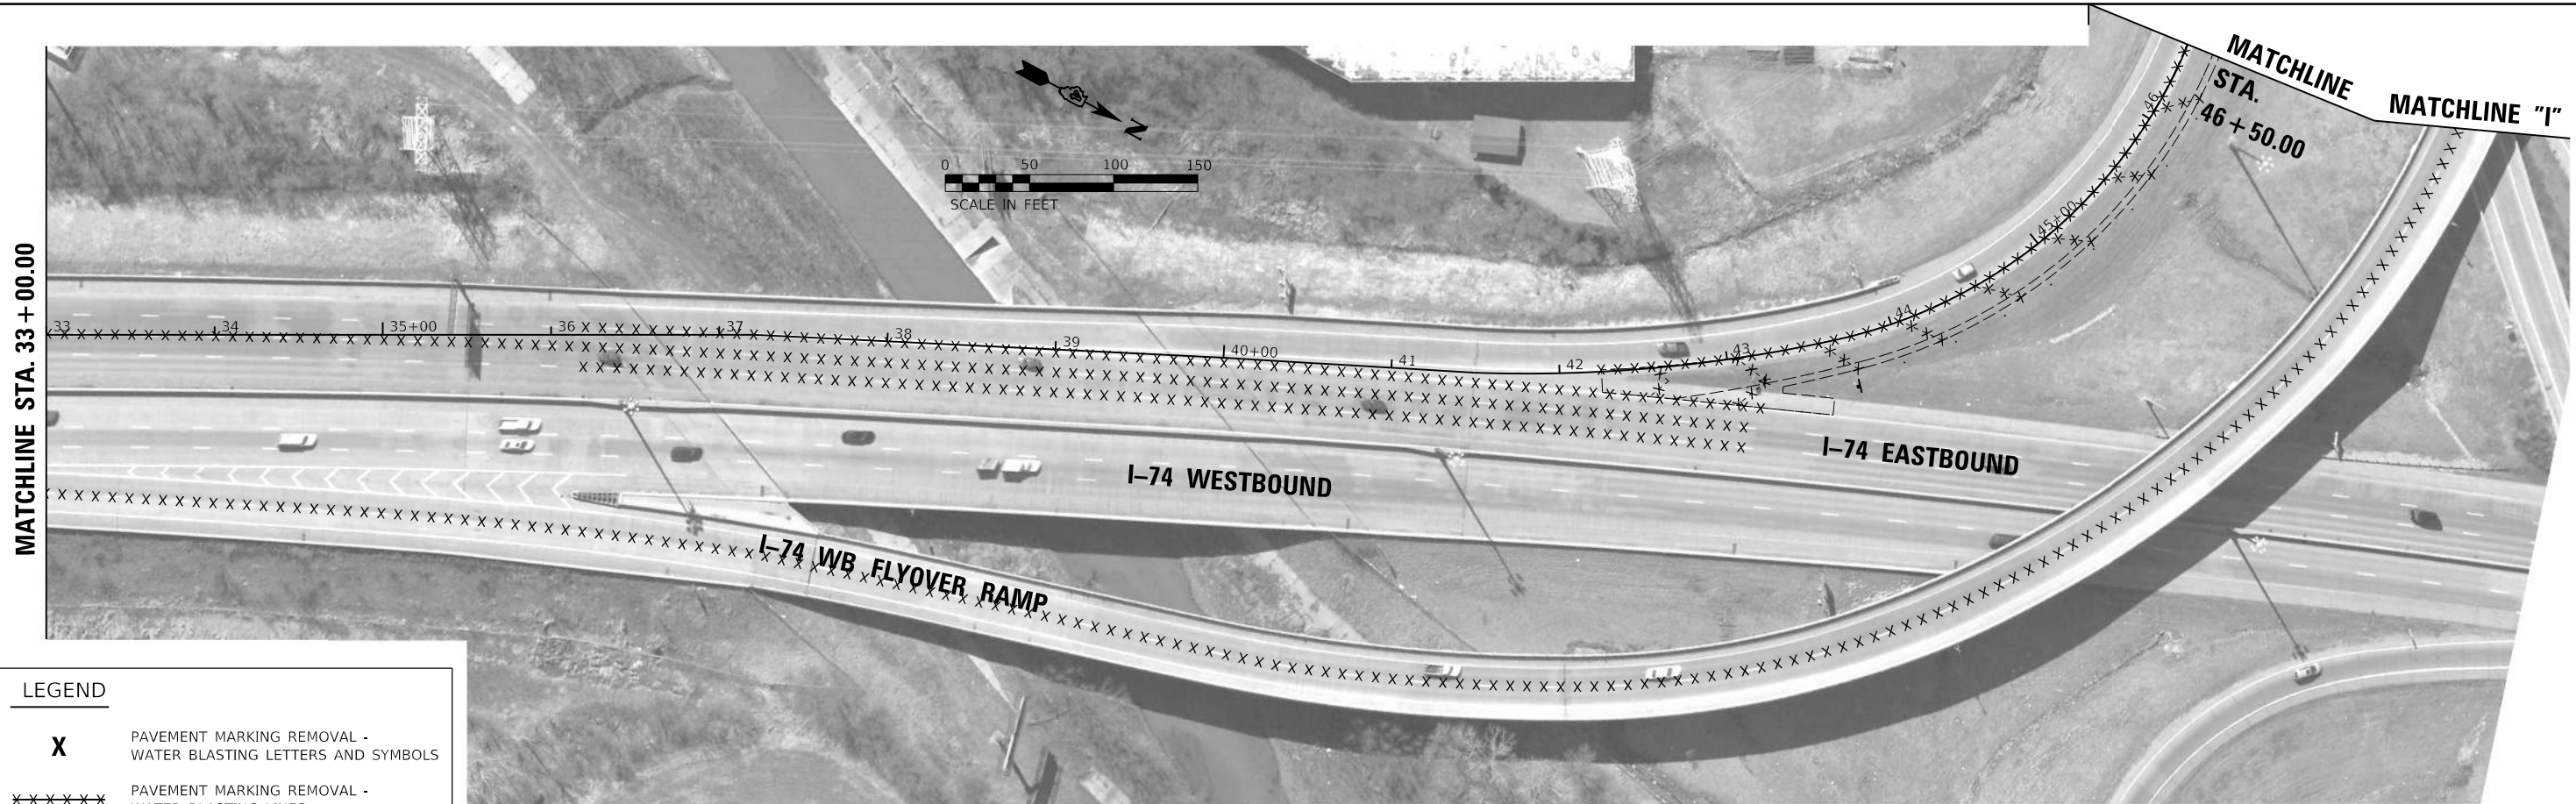 MATCHLINE
STA.
46+50.00
MATCHLINE "I"
N
0 50 100 150
SCALE IN FEET
MATCHLINE STA. 33+00.00
33 34 35+00 36 37 38 39 40+00 41 42 43 44 45+00 46
I-74 EASTBOUND
I-74 WESTBOUND
I-74 WB FLYOVER RAMP
LEGEND
X PAVEMENT MARKING REMOVAL -
WATER BLASTING LETTERS AND SYMBOLS
PAVEMENT MARKING REMOVAL -